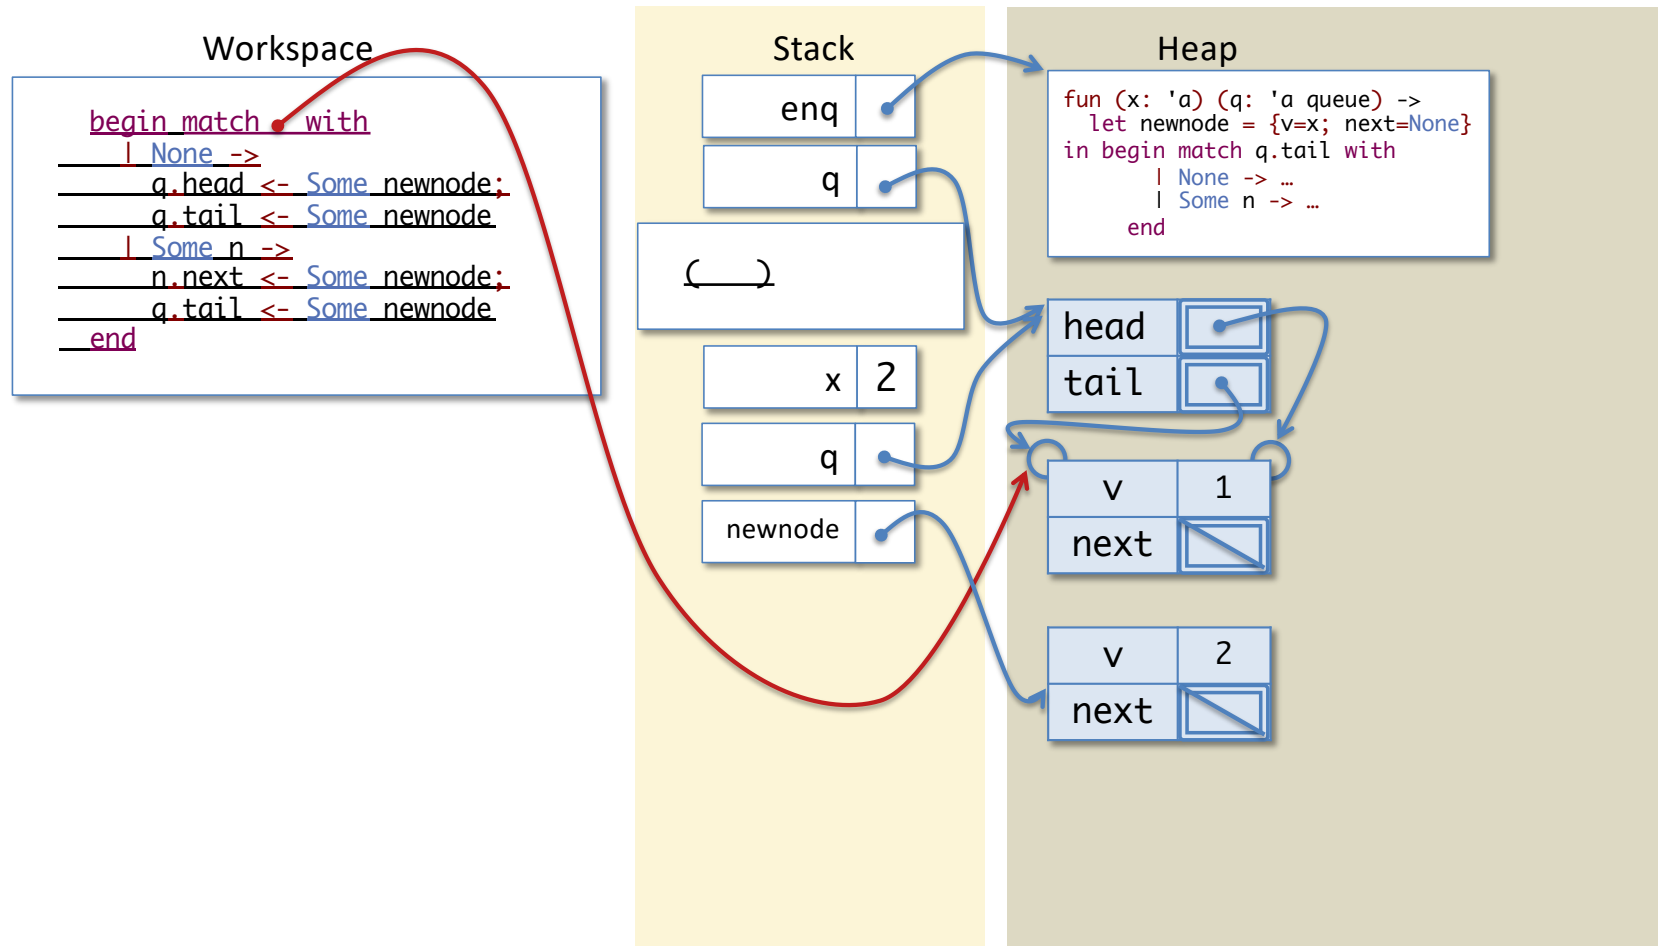 Workspace
begin match with
| None ->
q.head <- Some newnode;
q.tail <- Some newnode
| Some n ->
n.next <- Some newnode;
q.tail <- Some newnode
end
Stack
enq
q
( )
x 2
q
newnode
Heap
fun (x: 'a) (q: 'a queue) ->
let newnode = {v=x; next=None}
in begin match q.tail with
| None -> …
| Some n -> …
end
head
tail
v 1
next
v 2
next